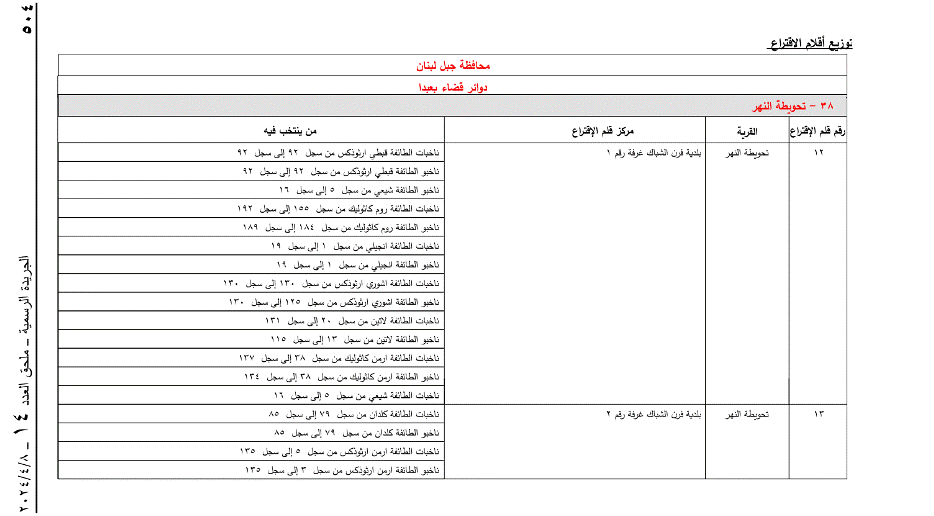 ٥٠٤
توزيع أقلام الاقتراع
محافظة جبل لبنان
دوائر قضاء بعبدا
٣٨ - تحويطة النهر
رقم قلم الإقتراع القرية مركز قلم الإقتراع من ينتخب فيه
١٢ تحويطة النهر بلدية فرن الشباك غرفة رقم ١ ناخبات الطائفة قبطي ارثوذكس من سجل ٩٢ إلى سجل ٩٢
ناخبو الطائفة قبطي ارثوذكس من سجل ٩٢ إلى سجل ٩٢
ناخبو الطائفة شيعي من سجل ٥ إلى سجل ١٦
ناخبات الطائفة روم كاثوليك من سجل ١٥٥ إلى سجل ١٩٢
ناخبو الطائفة روم كاثوليك من سجل ١٨٤ إلى سجل ١٨٩
ناخبات الطائفة انجيلي من سجل ١ إلى سجل ١٩
ناخبو الطائفة انجيلي من سجل ١ إلى سجل ١٩
ناخبات الطائفة اشوري ارثوذكس من سجل ١٣٠ إلى سجل ١٣٠
ناخبو الطائفة اشوري ارثوذكس من سجل ١٢٥ إلى سجل ١٣٠
ناخبات الطائفة لاتين من سجل ٢٠ إلى سجل ١٣١
ناخبو الطائفة لاتين من سجل ١٣ إلى سجل ١١٥
ناخبات الطائفة ارمن كاثوليك من سجل ٣٨ إلى سجل ١٣٧
ناخبو الطائفة ارمن كاثوليك من سجل ٣٨ إلى سجل ١٣٤
ناخبات الطائفة شيعي من سجل ٥ إلى سجل ١٦
١٣ تحويطة النهر بلدية فرن الشباك غرفة رقم ٢ ناخبات الطائفة كلدان من سجل ٧٩ إلى سجل ٨٥
ناخبو الطائفة كلدان من سجل ٧٩ إلى سجل ٨٥
ناخبات الطائفة ارمن ارثوذكس من سجل ٥ إلى سجل ١٣٥
ناخبو الطائفة ارمن ارثوذكس من سجل ٣ إلى سجل ١٣٥
الجريدة الرسمية – ملحق العدد ١٤ – ٢٠٢٤/٤/٨